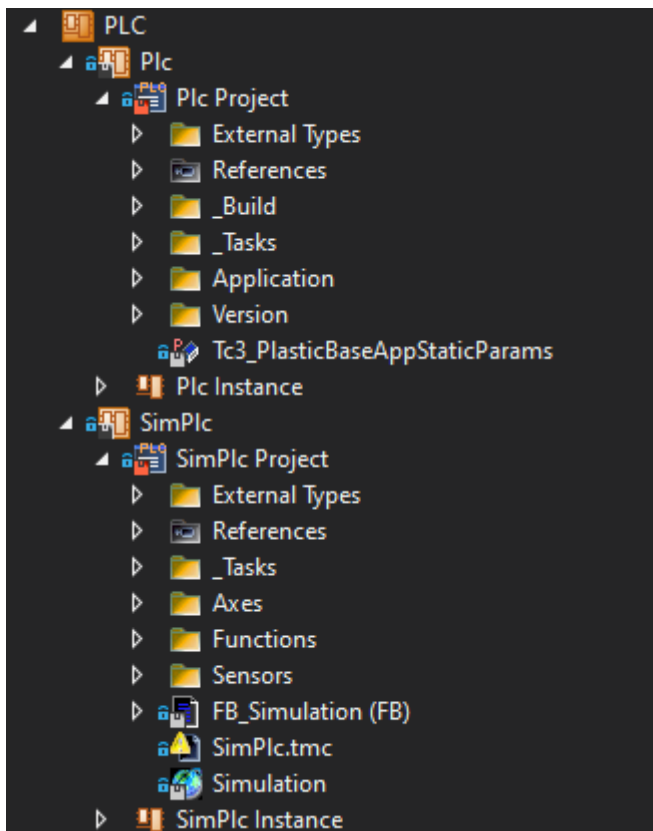 PLC
Plc
Plc Project
External Types
References
_Build
_Tasks
Application
Version
Tc3_PlasticBaseAppStaticParams
Plc Instance
SimPlc
SimPlc Project
External Types
References
_Tasks
Axes
Functions
Sensors
FB_Simulation (FB)
SimPlc.tmc
Simulation
SimPlc Instance